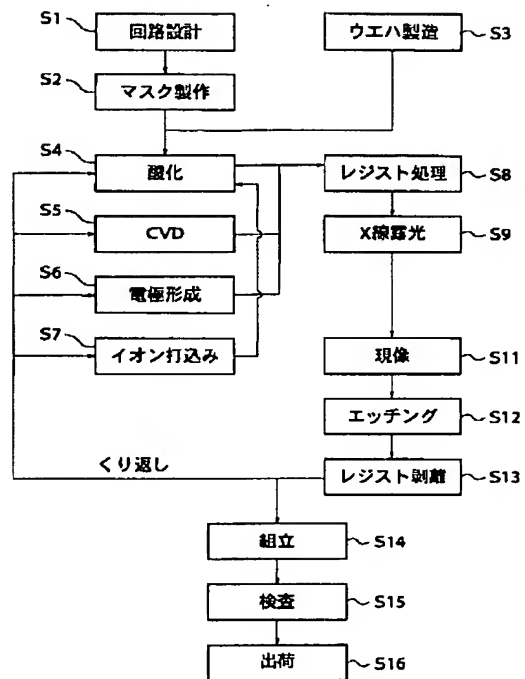 S1 回路設計
ウエハ製造 S3
S2 マスク製作
S4 酸化
レジスト処理 S8
S5 CVD
X線露光 S9
S6 電極形成
S7 イオン打込み
現像 S11
エッチング S12
くり返し
レジスト剥離 S13
組立 S14
検査 S15
出荷 S16